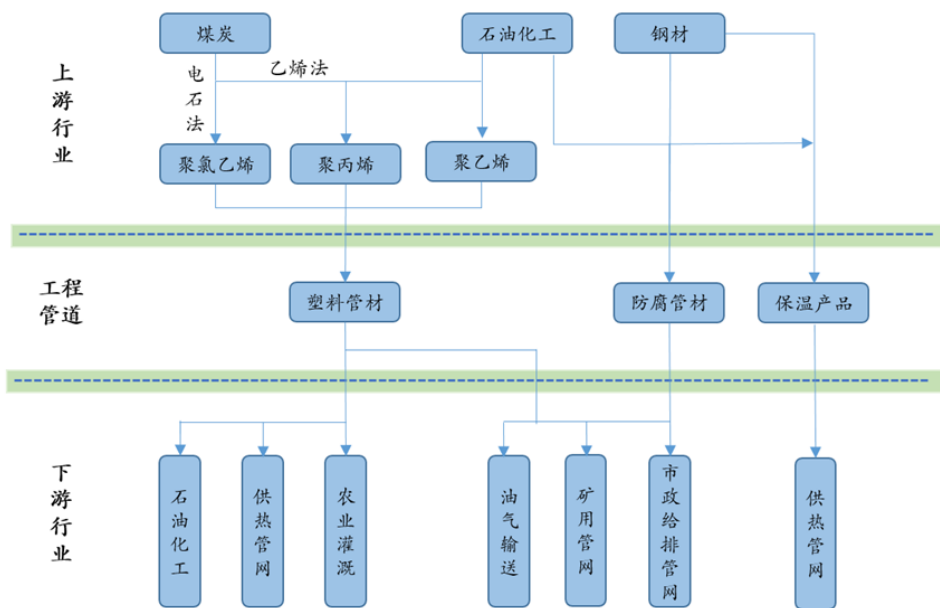 煤炭
石油化工
钢材
上游行业
电石法
乙烯法
聚氯乙烯
聚丙烯
聚乙烯
工程
管道
塑料管材
防腐管材
保温产品
下游行业
石油化工
供热管网
农业灌溉
油气输送
矿用管网
市政给排管网
供热管网